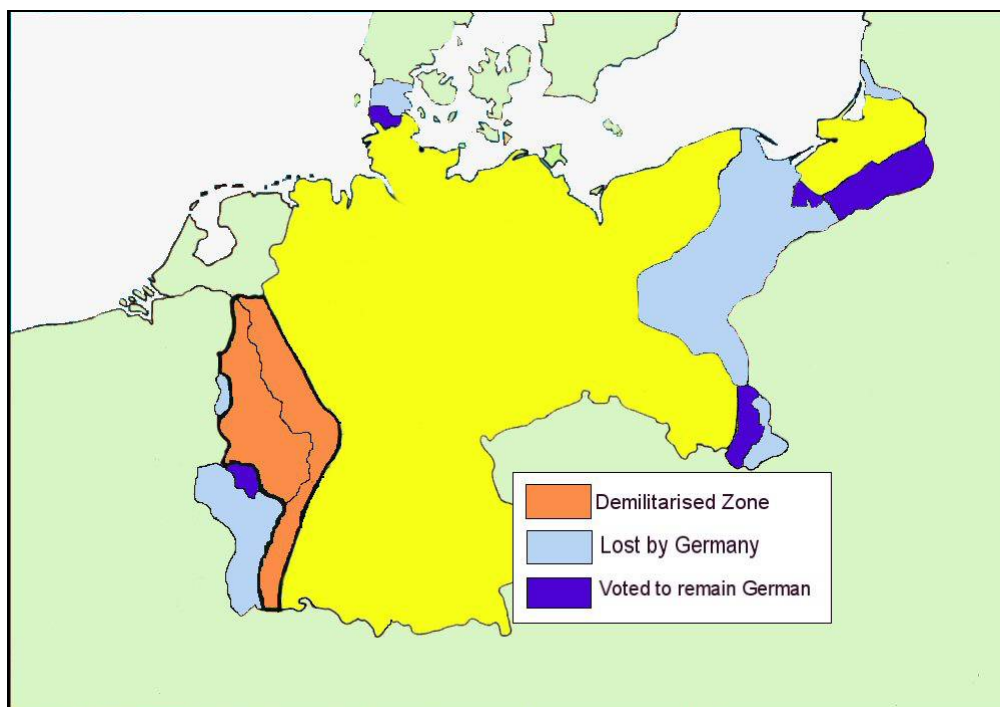 Demilitarised Zone
Lost by Germany
Voted to remain German